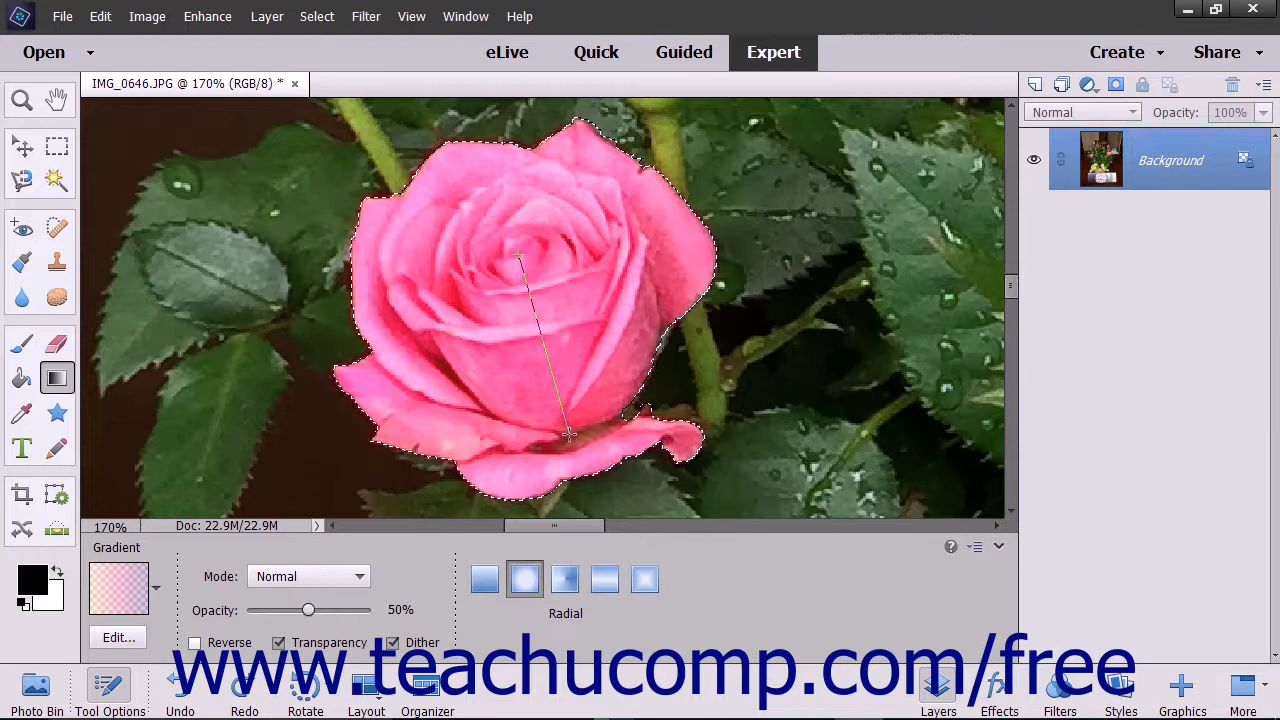 File Edit Image Enhance Layer Select Filter View Window Help
Open eLive Quick Guided Expert Create Share
IMG_0646.JPG @ 170% (RGB/8) * ×
Normal Opacity: 100%
Background
170% Doc: 22.9M/22.9M
Gradient
Mode: Normal
Opacity: 50%
Radial
Edit... Reverse Transparency Dither
www.teachucomp.com/free
Photo Bin Tool Options Undo Redo Rotate Layout Organizer Layers Effects Filters Styles Graphics More